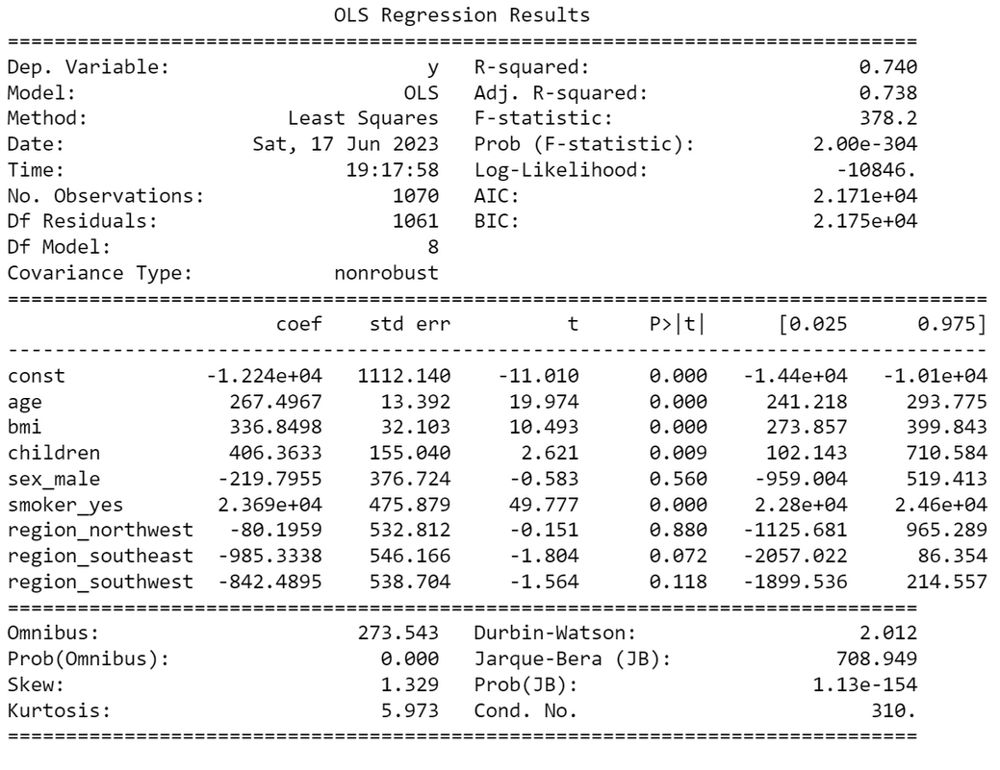 OLS Regression Results
==============================================================================
Dep. Variable:                      y   R-squared:                       0.740
Model:                            OLS   Adj. R-squared:                  0.738
Method:                 Least Squares   F-statistic:                     378.2
Date:                Sat, 17 Jun 2023   Prob (F-statistic):          2.00e-304
Time:                        19:17:58   Log-Likelihood:                -10846.
No. Observations:                1070   AIC:                         2.171e+04
Df Residuals:                    1061   BIC:                         2.175e+04
Df Model:                           8
Covariance Type:            nonrobust
====================================================================================
                       coef    std err          t      P>|t|      [0.025      0.975]
------------------------------------------------------------------------------------
const            -1.224e+04   1112.140    -11.010      0.000   -1.44e+04   -1.01e+04
age                267.4967     13.392     19.974      0.000     241.218     293.775
bmi                336.8498     32.103     10.493      0.000     273.857     399.843
children           406.3633    155.040      2.621      0.009     102.143     710.584
sex_male          -219.7955    376.724     -0.583      0.560    -959.004     519.413
smoker_yes        2.369e+04    475.879     49.777      0.000    2.28e+04    2.46e+04
region_northwest   -80.1959    532.812     -0.151      0.880   -1125.681     965.289
region_southeast  -985.3338    546.166     -1.804      0.072   -2057.022      86.354
region_southwest  -842.4895    538.704     -1.564      0.118   -1899.536     214.557
==============================================================================
Omnibus:                      273.543   Durbin-Watson:                   2.012
Prob(Omnibus):                  0.000   Jarque-Bera (JB):              708.949
Skew:                           1.329   Prob(JB):                    1.13e-154
Kurtosis:                       5.973   Cond. No.                         310.
==============================================================================